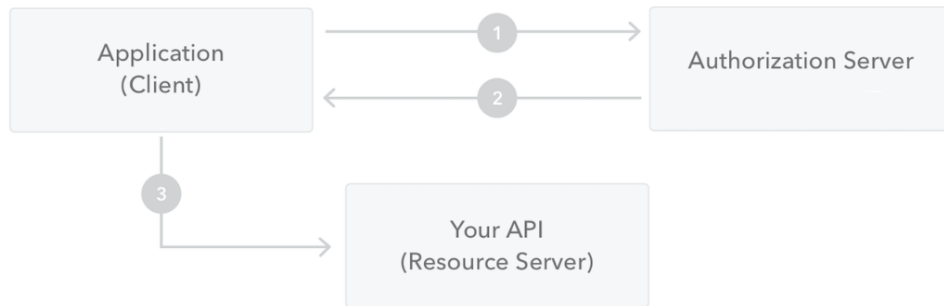 Application
(Client)
1
Authorization Server
2
3
Your API
(Resource Server)